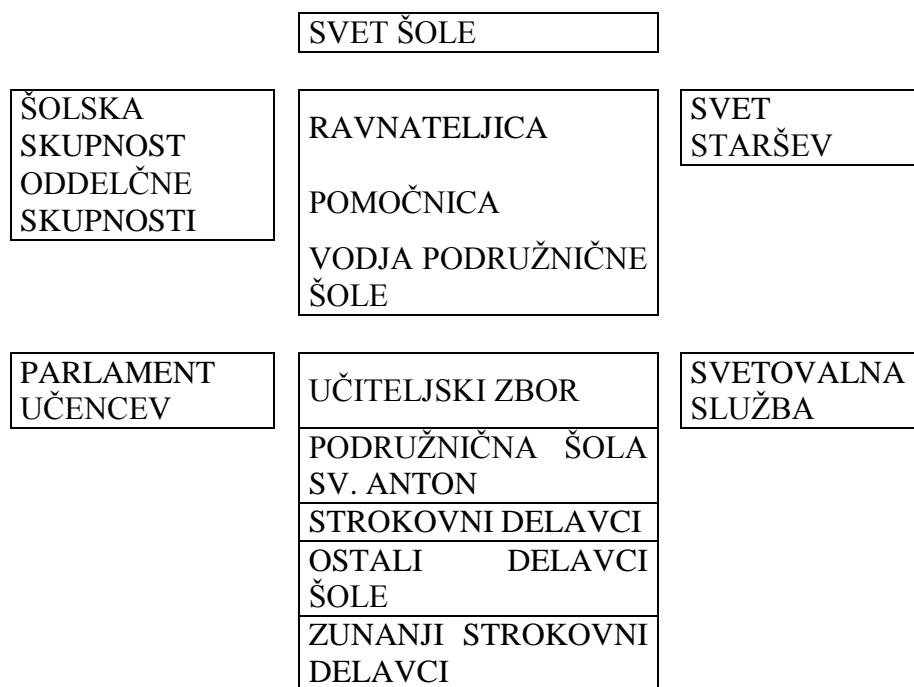 SVET ŠOLE
ŠOLSKA
SKUPNOST
ODDELČNE
SKUPNOSTI
RAVNATELJICA
POMOČNICA
VODJA PODRUŽNIČNE
ŠOLE
SVET
STARŠEV
PARLAMENT
UČENCEV
UČITELJSKI ZBOR
PODRUŽNIČNA ŠOLA
SV. ANTON
STROKOVNI DELAVCI
OSTALI DELAVCI
ŠOLE
ZUNANJI STROKOVNI
DELAVCI
SVETOVALNA
SLUŽBA